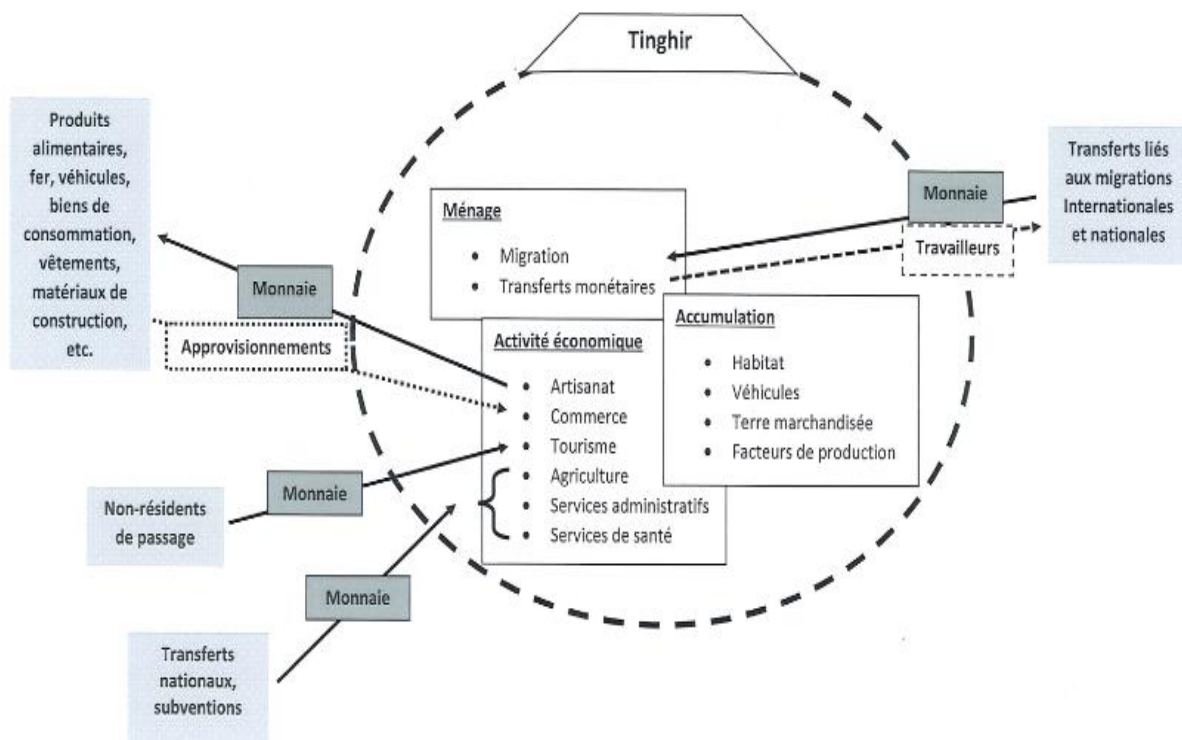 Tinghir
Produits
alimentaires,
fer, véhicules,
biens de
consommation,
vêtements,
matériaux de
construction,
etc.
Monnaie
Approvisionnements
Ménage
• Migration
• Transferts monétaires
Monnaie
Travailleurs
Transferts liés
aux migrations
Internationales
et nationales
Activité économique
• Artisanat
• Commerce
• Tourisme
• Agriculture
• Services administratifs
• Services de santé
Accumulation
• Habitat
• Véhicules
• Terre marchandisée
• Facteurs de production
Non-résidents
de passage
Monnaie
Monnaie
Transferts
nationaux,
subventions